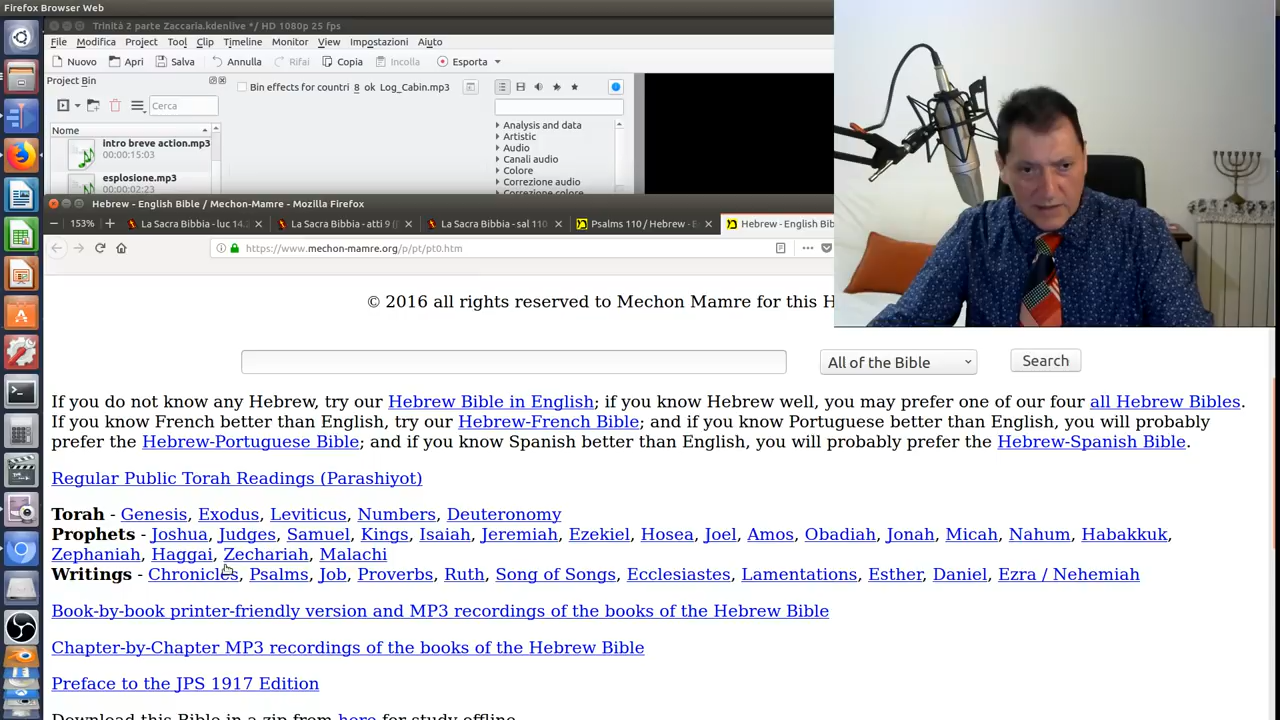 Firefox Browser Web
Trinità 2 parte Zaccaria.kdenlive */ HD 1080p 25 fps
File Modifica Project Tool Clip Timeline Monitor View Impostazioni Aiuto
Nuovo Apri Salva Annulla Rifai Copia Incolla Esporta
Project Bin
Bin effects for countri 8 ok Log_Cabin.mp3
Cerca
Nome
intro breve action.mp3
00:00:15:03
esplosione.mp3
00:00:02:23
Analysis and data
Artistic
Audio
Canali audio
Colore
Correzione audio
Correzione colore
Hebrew - English Bible / Mechon-Mamre - Mozilla Firefox
153% La Sacra Bibbia - luc 14.2 La Sacra Bibbia - atti 9 ( La Sacra Bibbia - sal 110 Psalms 110 / Hebrew - E Hebrew - English Bib
https://www.mechon-mamre.org/p/pt/pt0.htm
© 2016 all rights reserved to Mechon Mamre for this H
All of the Bible Search
If you do not know any Hebrew, try our Hebrew Bible in English; if you know Hebrew well, you may prefer one of our four all Hebrew Bibles.
If you know French better than English, try our Hebrew-French Bible; and if you know Portuguese better than English, you will probably
prefer the Hebrew-Portuguese Bible; and if you know Spanish better than English, you will probably prefer the Hebrew-Spanish Bible.
Regular Public Torah Readings (Parashiyot)
Torah - Genesis, Exodus, Leviticus, Numbers, Deuteronomy
Prophets - Joshua, Judges, Samuel, Kings, Isaiah, Jeremiah, Ezekiel, Hosea, Joel, Amos, Obadiah, Jonah, Micah, Nahum, Habakkuk,
Zephaniah, Haggai, Zechariah, Malachi
Writings - Chronicles, Psalms, Job, Proverbs, Ruth, Song of Songs, Ecclesiastes, Lamentations, Esther, Daniel, Ezra / Nehemiah
Book-by-book printer-friendly version and MP3 recordings of the books of the Hebrew Bible
Chapter-by-Chapter MP3 recordings of the books of the Hebrew Bible
Preface to the JPS 1917 Edition
Download this Bible in a zip from here for study offline